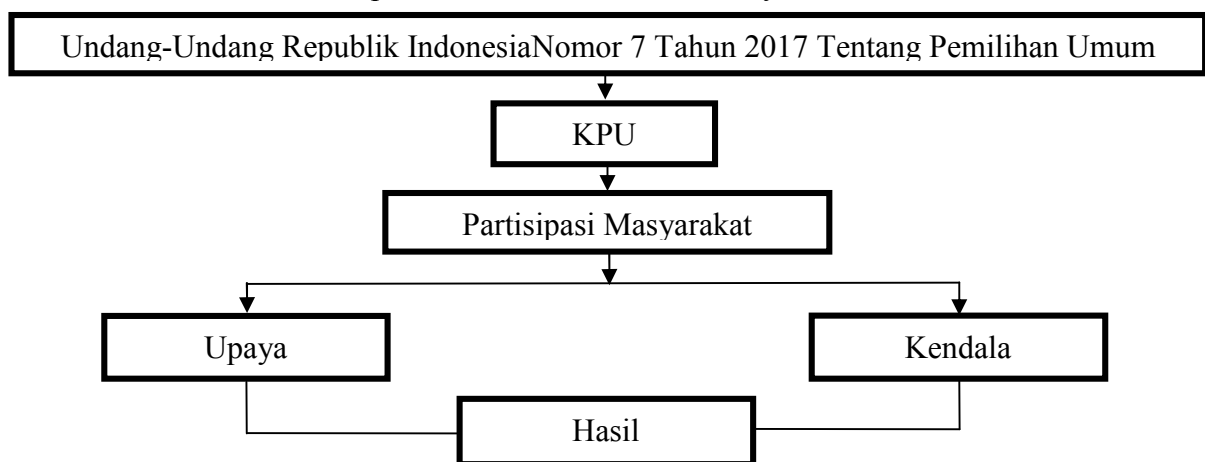 Undang-Undang Republik IndonesiaNomor 7 Tahun 2017 Tentang Pemilihan Umum
KPU
Partisipasi Masyarakat
Upaya
Kendala
Hasil